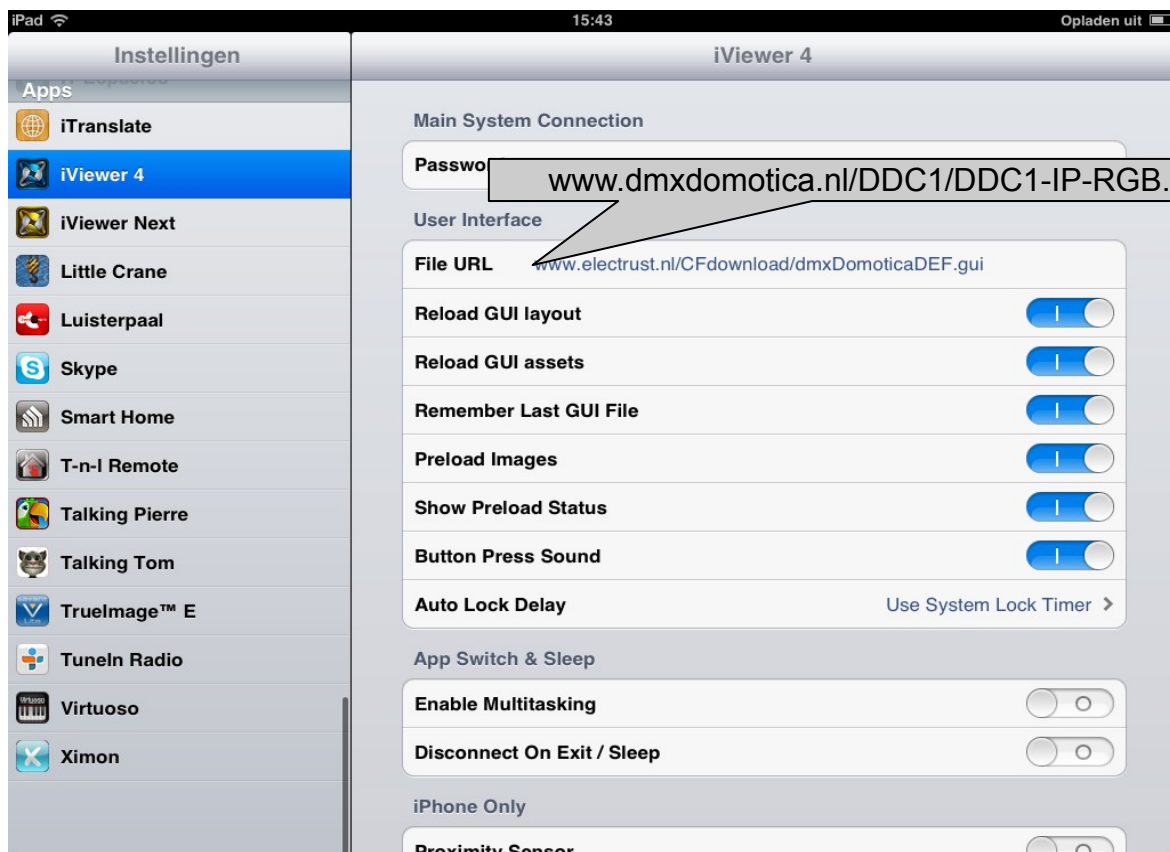 iPad 15:43 Opladen uit
Instellingen
iViewer 4
Apps
iTranslate
iViewer 4
iViewer Next
Little Crane
Luisterpaal
Skype
Smart Home
T-n-I Remote
Talking Pierre
Talking Tom
TrueImage™ E
TuneIn Radio
Virtuoso
Ximon
Main System Connection
www.dmxdomotica.nl/DDC1/DDC1-IP-RGB.
User Interface
File URL www.electrust.nl/CFdownload/dmxDomoticaDEF.gui
Reload GUI layout
Reload GUI assets
Remember Last GUI File
Preload Images
Show Preload Status
Button Press Sound
Auto Lock Delay Use System Lock Timer
App Switch & Sleep
Enable Multitasking
Disconnect On Exit / Sleep
iPhone Only
Proximity Sensor